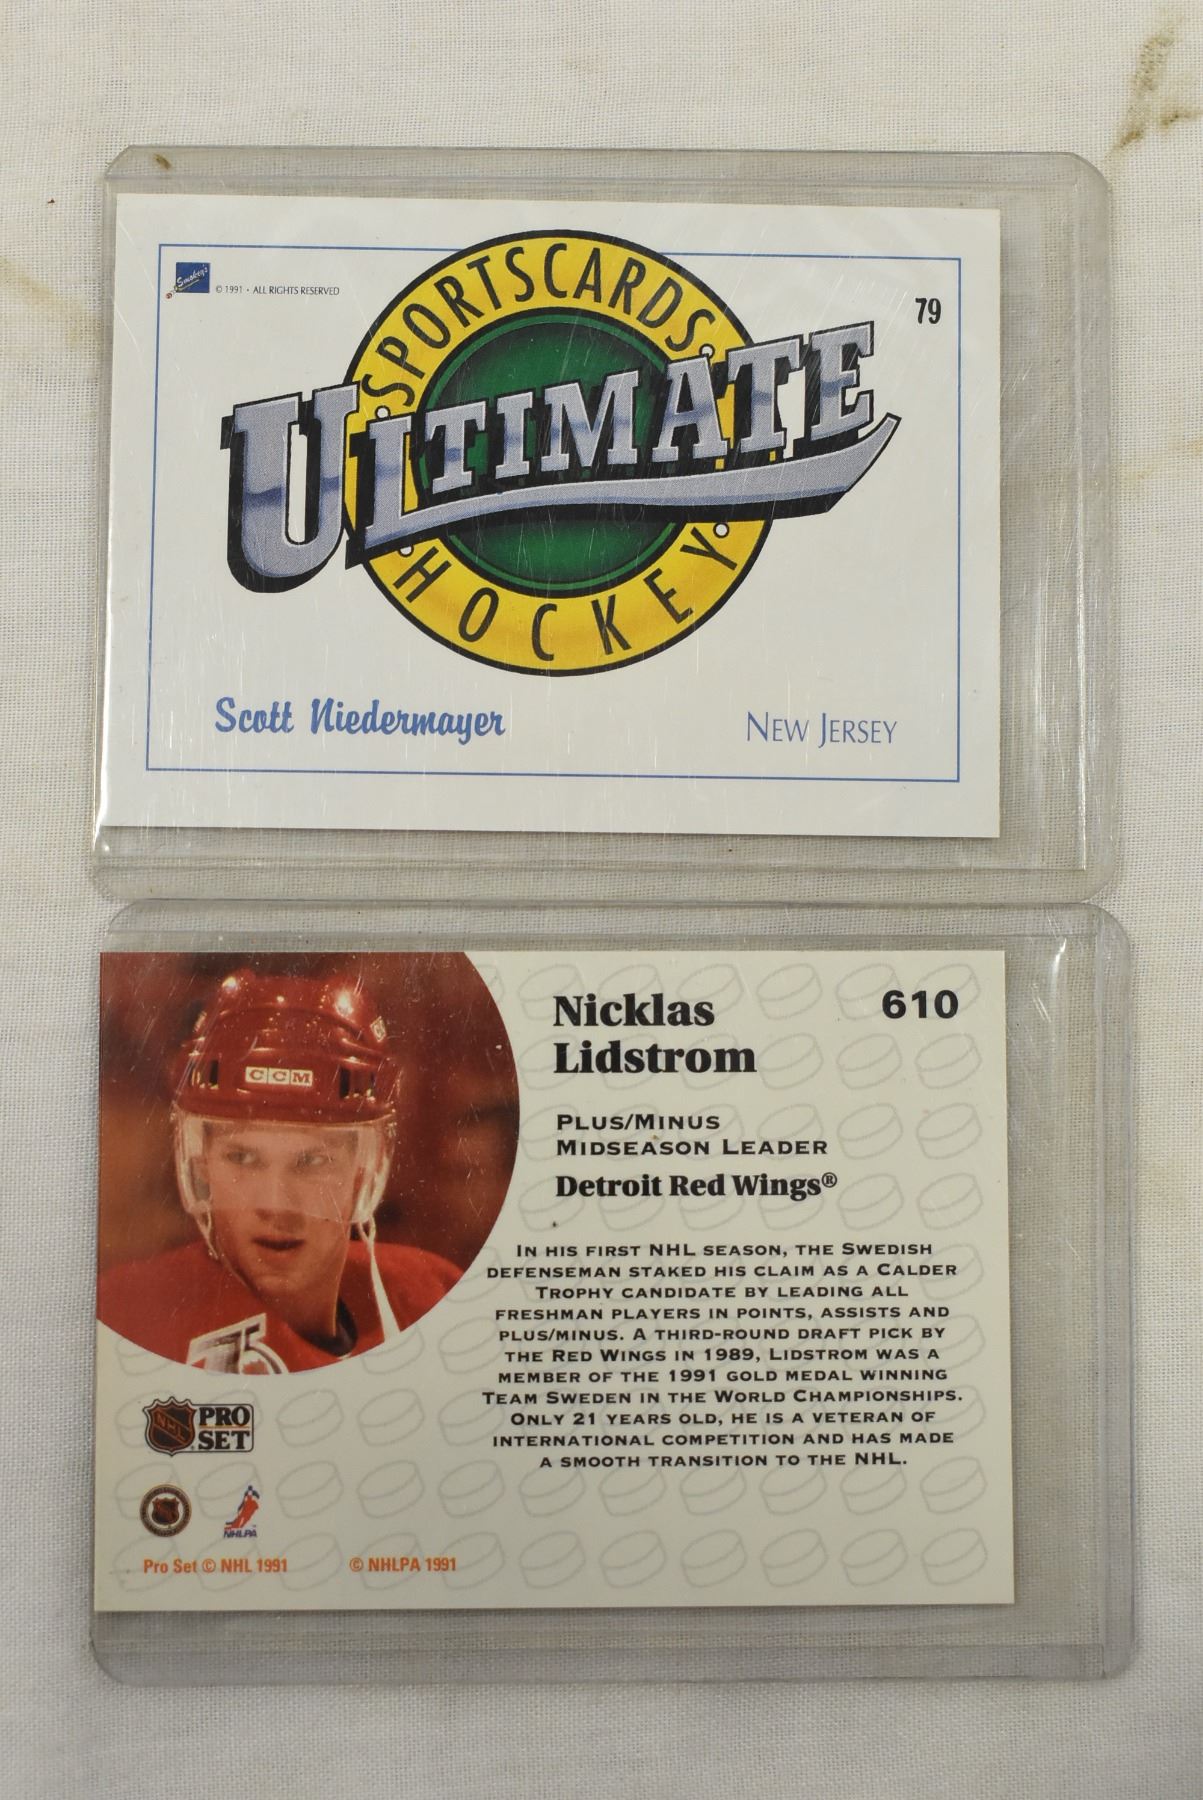 Smokey's
© 1991 · ALL RIGHTS RESERVED
79
SPORTSCARDS
ULTIMATE
HOCKEY
Scott Niedermayer
NEW JERSEY
CCM
Nicklas
Lidstrom
610
PLUS/MINUS
MIDSEASON LEADER
Detroit Red Wings®
IN HIS FIRST NHL SEASON, THE SWEDISH
DEFENSEMAN STAKED HIS CLAIM AS A CALDER
TROPHY CANDIDATE BY LEADING ALL
FRESHMAN PLAYERS IN POINTS, ASSISTS AND
PLUS/MINUS. A THIRD-ROUND DRAFT PICK BY
THE RED WINGS IN 1989, LIDSTROM WAS A
MEMBER OF THE 1991 GOLD MEDAL WINNING
TEAM SWEDEN IN THE WORLD CHAMPIONSHIPS.
ONLY 21 YEARS OLD, HE IS A VETERAN OF
INTERNATIONAL COMPETITION AND HAS MADE
A SMOOTH TRANSITION TO THE NHL.
NHL PRO SET
NHLPA
Pro Set © NHL 1991
© NHLPA 1991